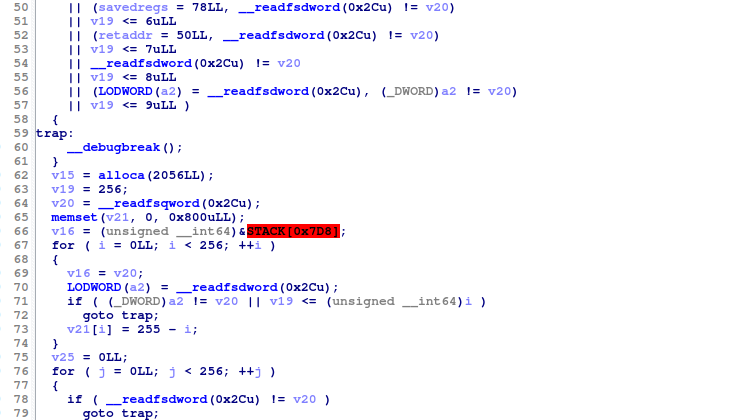 50 || (savedregs = 78LL, __readfsdword(0x2Cu) != v20)
51 || v19 <= 6uLL
52 || (retaddr = 50LL, __readfsdword(0x2Cu) != v20)
53 || v19 <= 7uLL
54 || __readfsdword(0x2Cu) != v20
55 || v19 <= 8uLL
56 || (LODWORD(a2) = __readfsdword(0x2Cu), (_DWORD)a2 != v20)
57 || v19 <= 9uLL )
58 {
59 trap:
60 __debugbreak();
61 }
62 v15 = alloca(2056LL);
63 v19 = 256;
64 v20 = __readfsqword(0x2Cu);
65 memset(v21, 0, 0x800uLL);
66 v16 = (unsigned __int64)&STACK[0x7D8];
67 for ( i = 0LL; i < 256; ++i )
68 {
69 v16 = v20;
70 LODWORD(a2) = __readfsdword(0x2Cu);
71 if ( (_DWORD)a2 != v20 || v19 <= (unsigned __int64)i )
72 goto trap;
73 v21[i] = 255 - i;
74 }
75 v25 = 0LL;
76 for ( j = 0LL; j < 256; ++j )
77 {
78 if ( __readfsdword(0x2Cu) != v20 )
79 goto trap;